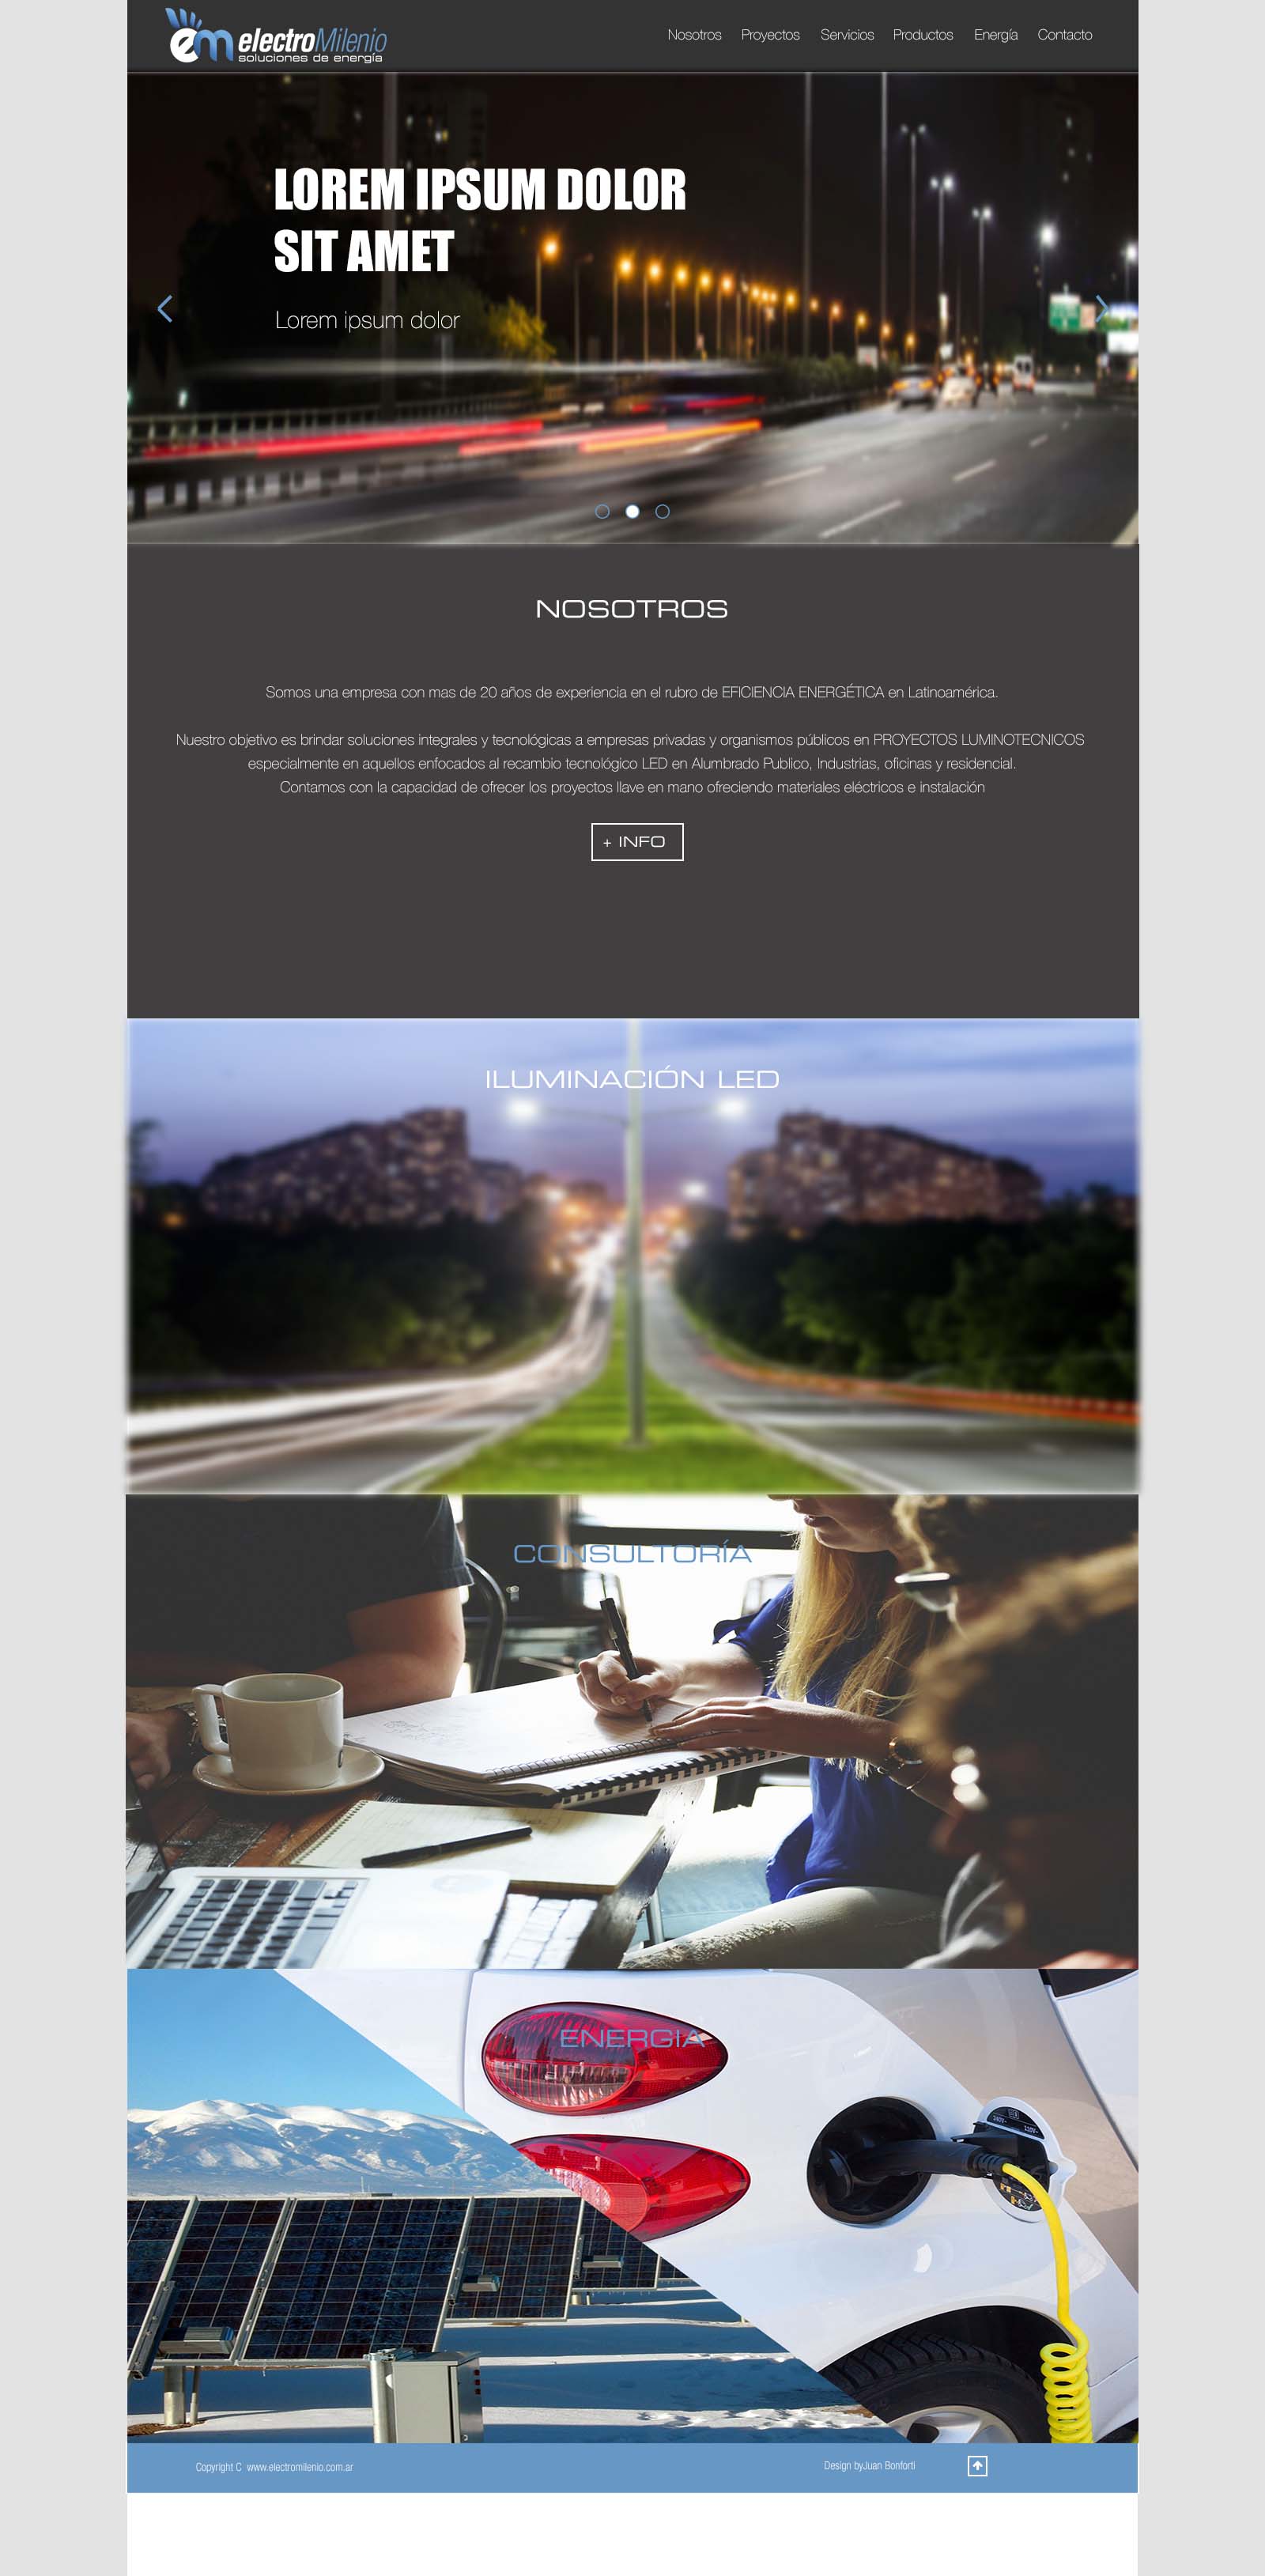 em electroMilenio
soluciones de energía
Nosotros Proyectos Servicios Productos Energía Contacto
LOREM IPSUM DOLOR
SIT AMET
Lorem ipsum dolor
NOSOTROS
Somos una empresa con mas de 20 años de experiencia en el rubro de EFICIENCIA ENERGÉTICA en Latinoamérica.
Nuestro objetivo es brindar soluciones integrales y tecnológicas a empresas privadas y organismos públicos en PROYECTOS LUMINOTECNICOS
especialmente en aquellos enfocados al recambio tecnológico LED en Alumbrado Publico, Industrias, oficinas y residencial.
Contamos con la capacidad de ofrecer los proyectos llave en mano ofreciendo materiales eléctricos e instalación
+ INFO
ILUMINACIÓN LED
CONSULTORÍA
ENERGIA
Copyright C www.electromilenio.com.ar
Design byJuan Bonforti